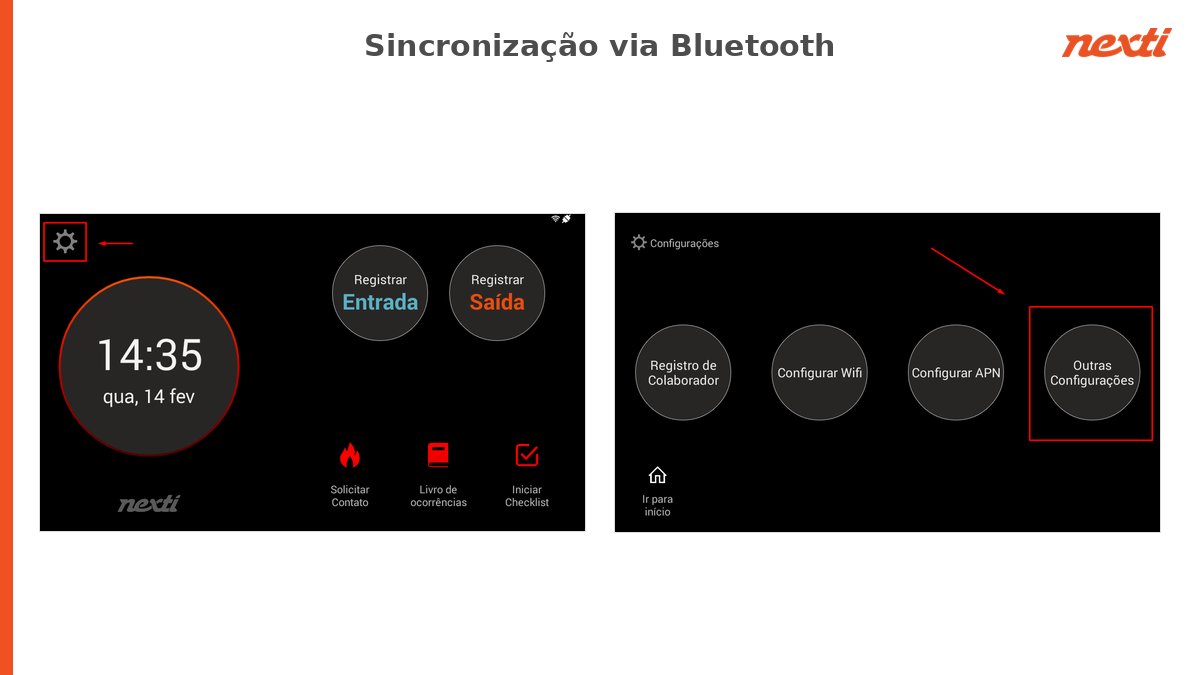 Sincronização via Bluetooth
nexti
Registrar
Entrada
Registrar
Saída
14:35
qua, 14 fev
Solicitar
Contato
Livro de
ocorrências
Iniciar
Checklist
nexti
Configurações
Registro de
Colaborador
Configurar Wifi
Configurar APN
Outras
Configurações
Ir para
início